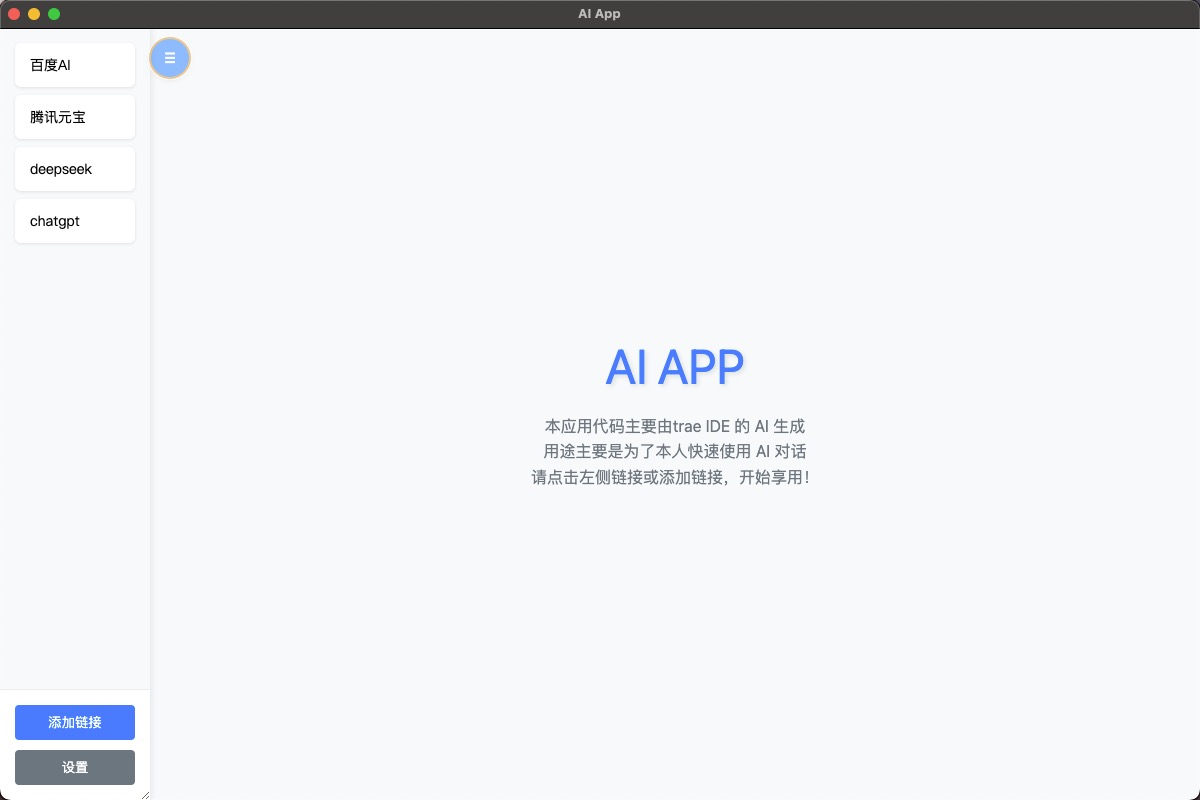 AI App
百度AI
腾讯元宝
deepseek
chatgpt
AI APP
本应用代码主要由trae IDE 的 AI 生成
用途主要是为了本人快速使用 AI 对话
请点击左侧链接或添加链接，开始享用！
添加链接
设置